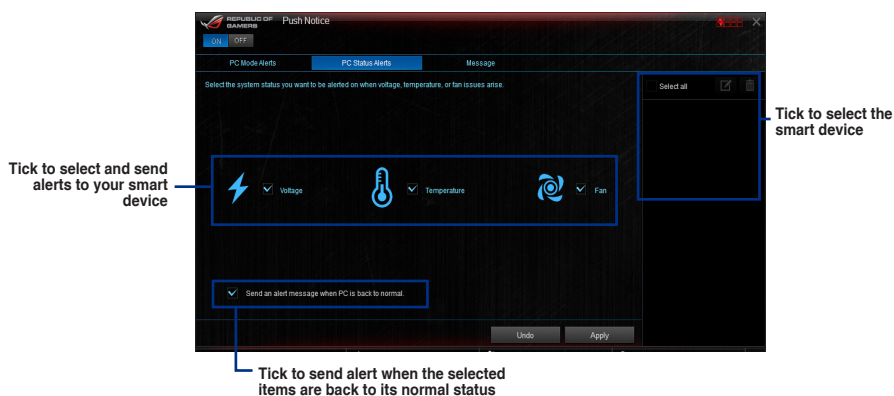 REPUBLIC OF
GAMERS
Push Notice
ON OFF
PC Mode Alerts PC Status Alerts Message
Select the system status you want to be alerted on when voltage, temperature, or fan issues arise.
Select all
Tick to select the
smart device
Tick to select and send
alerts to your smart
device
Voltage Temperature Fan
Send an alert message when PC is back to normal.
Undo Apply
Tick to send alert when the selected
items are back to its normal status